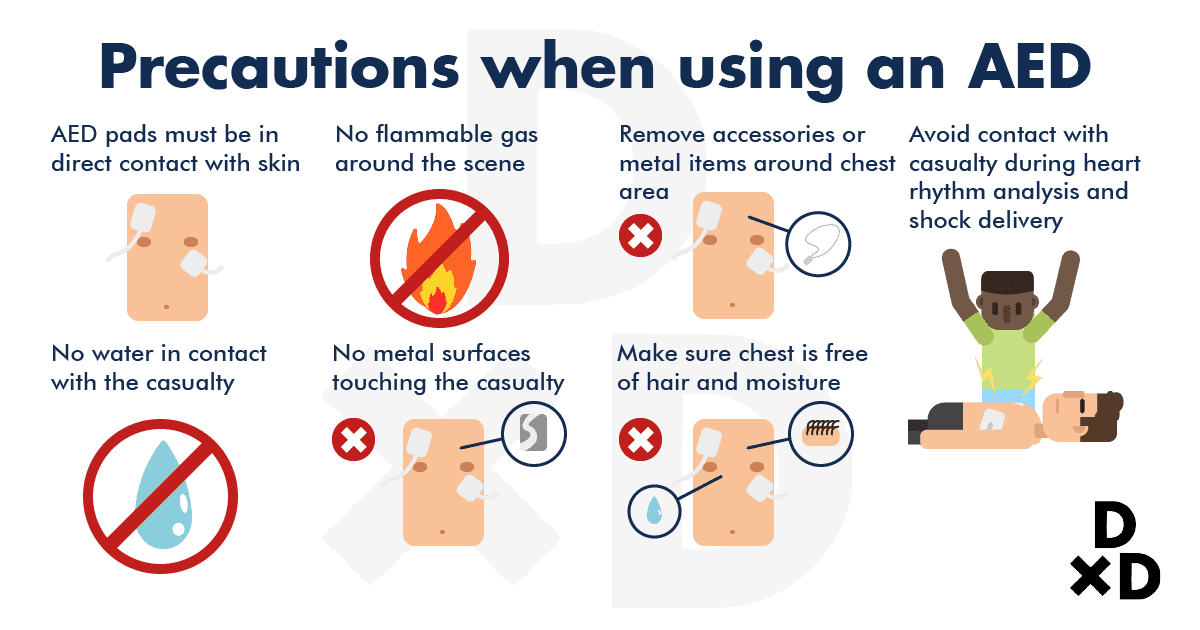 Precautions when using an AED
AED pads must be in
direct contact with skin
No flammable gas
around the scene
Remove accessories or
metal items around chest
area
Avoid contact with
casualty during heart
rhythm analysis and
shock delivery
No water in contact
with the casualty
No metal surfaces
touching the casualty
Make sure chest is free
of hair and moisture
D
×D